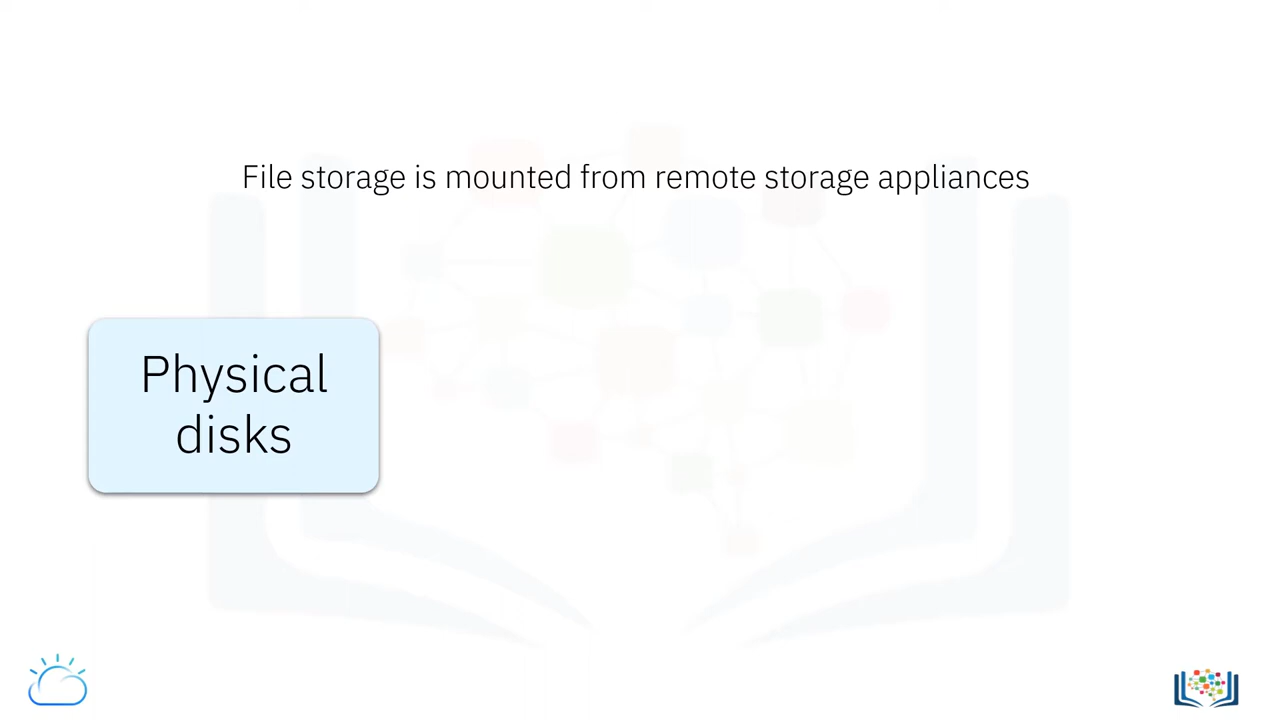 File storage is mounted from remote storage appliances
Physical
disks